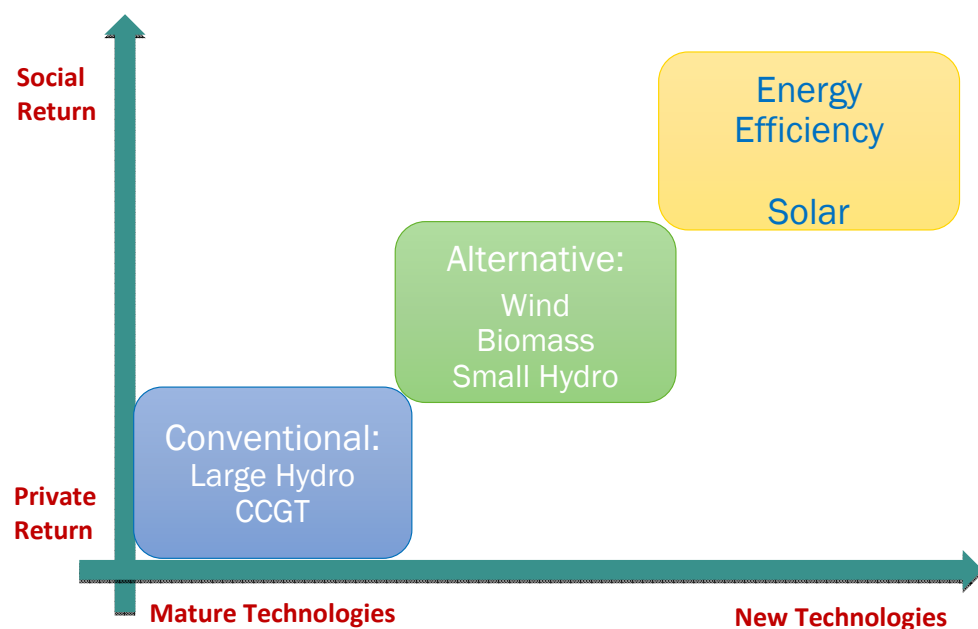 Social
Return
Energy
Efficiency
Solar
Alternative:
Wind
Biomass
Small Hydro
Conventional:
Large Hydro
CCGT
Private
Return
Mature Technologies
New Technologies